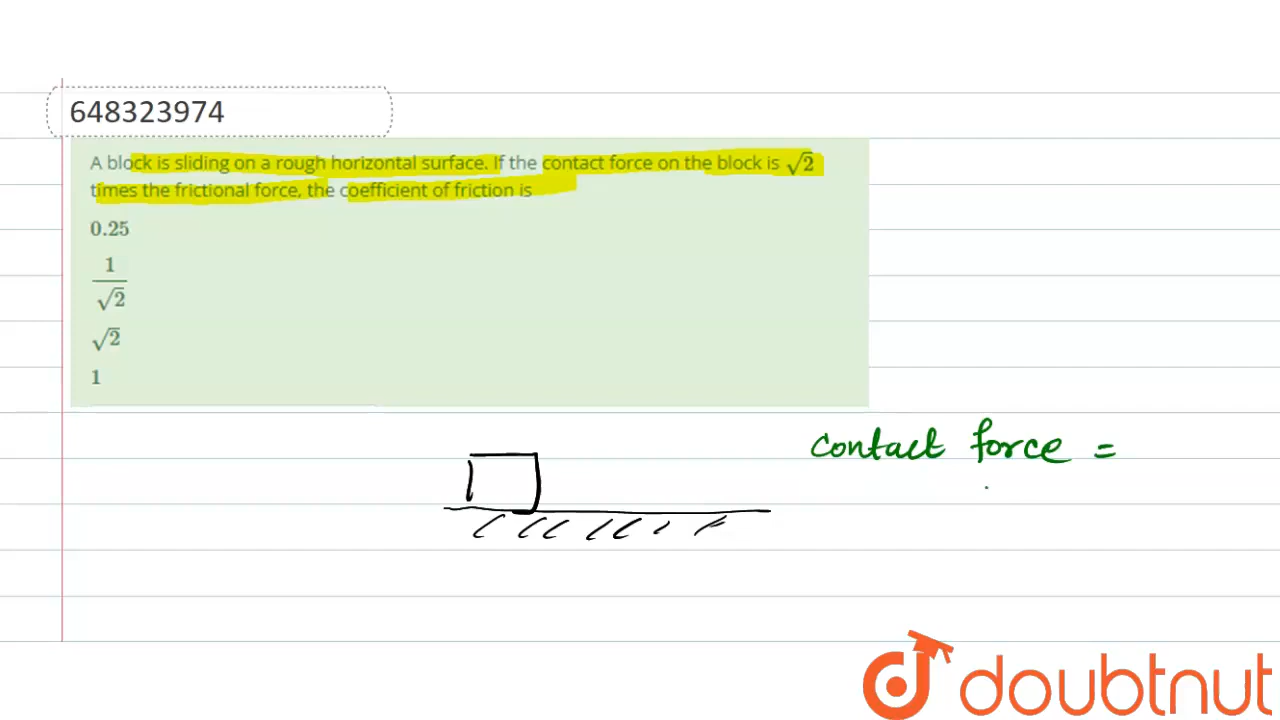 648323974
A block is sliding on a rough horizontal surface. If the contact force on the block is √2
times the frictional force, the coefficient of friction is
0.25
1/√2
√2
1
contact force =
doubtnut